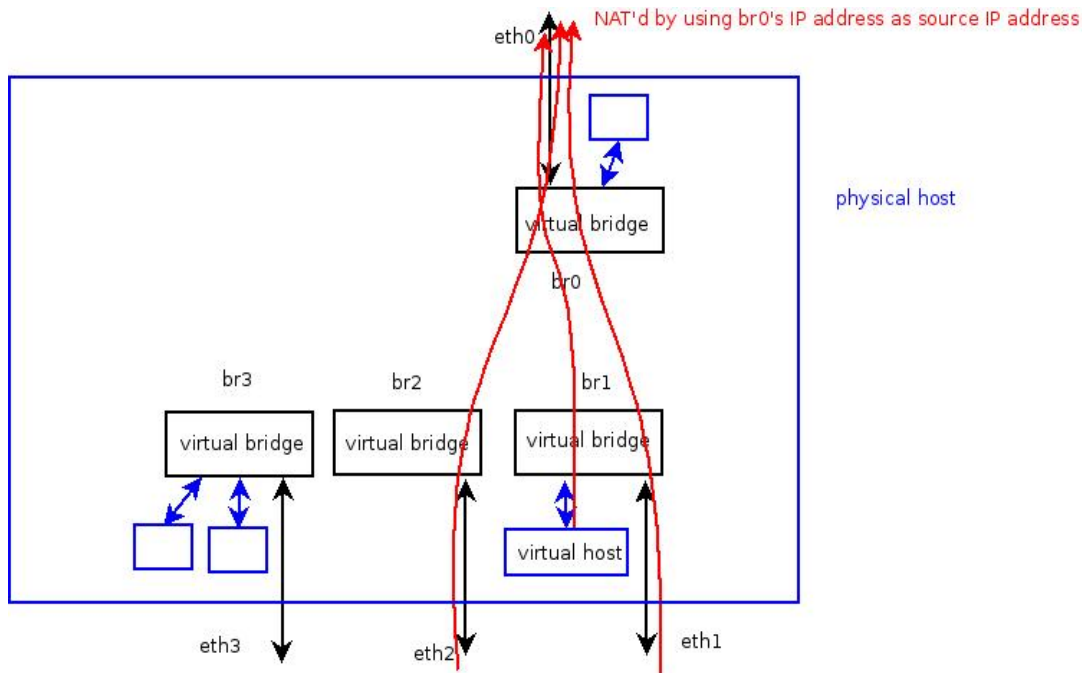 NAT'd by using br0's IP address as source IP address
eth0
physical host
virtual bridge
br0
br3
br2
br1
virtual bridge
virtual bridge
virtual bridge
virtual host
eth3
eth2
eth1